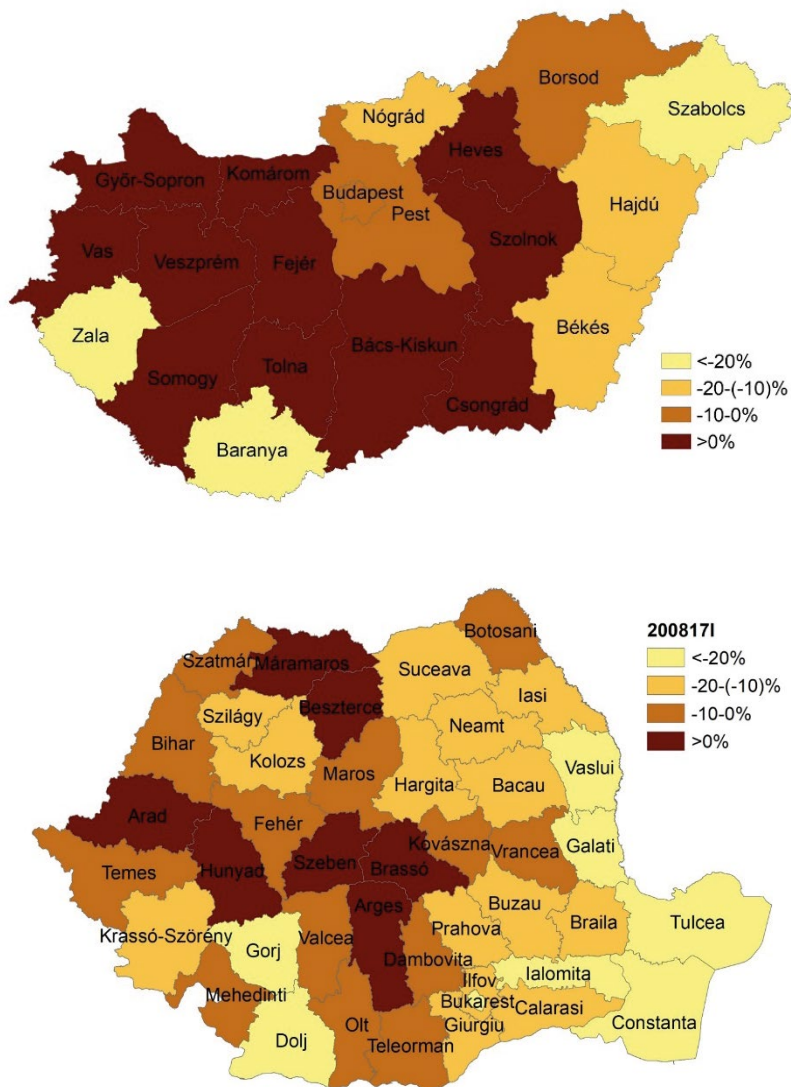 Borsod
Szabolcs
Nógrád
Heves
Győr-Sopron
Komárom
Budapest
Hajdú
Pest
Szolnok
Vas
Veszprém
Fejér
Zala
Békés
Bács-Kiskun
Tolna
Somogy
Csongrád
Baranya
<-20%
-20-(-10)%
-10-0%
>0%
200817I
<-20%
-20-(-10)%
-10-0%
>0%
Botosani
Szatmár
Máramaros
Suceava
Iasi
Beszterce
Szilágy
Neamt
Bihar
Kolozs
Maros
Hargita
Bacau
Vaslui
Arad
Fehér
Kovászna
Vrancea
Galati
Temes
Hunyad
Szeben
Brassó
Arges
Buzau
Krassó-Szörény
Gorj
Valcea
Prahova
Braila
Tulcea
Dambovita
Ialomita
Ilfov
Mehedinti
Bukarest
Calarasi
Constanta
Dolj
Olt
Giurgiu
Teleorman